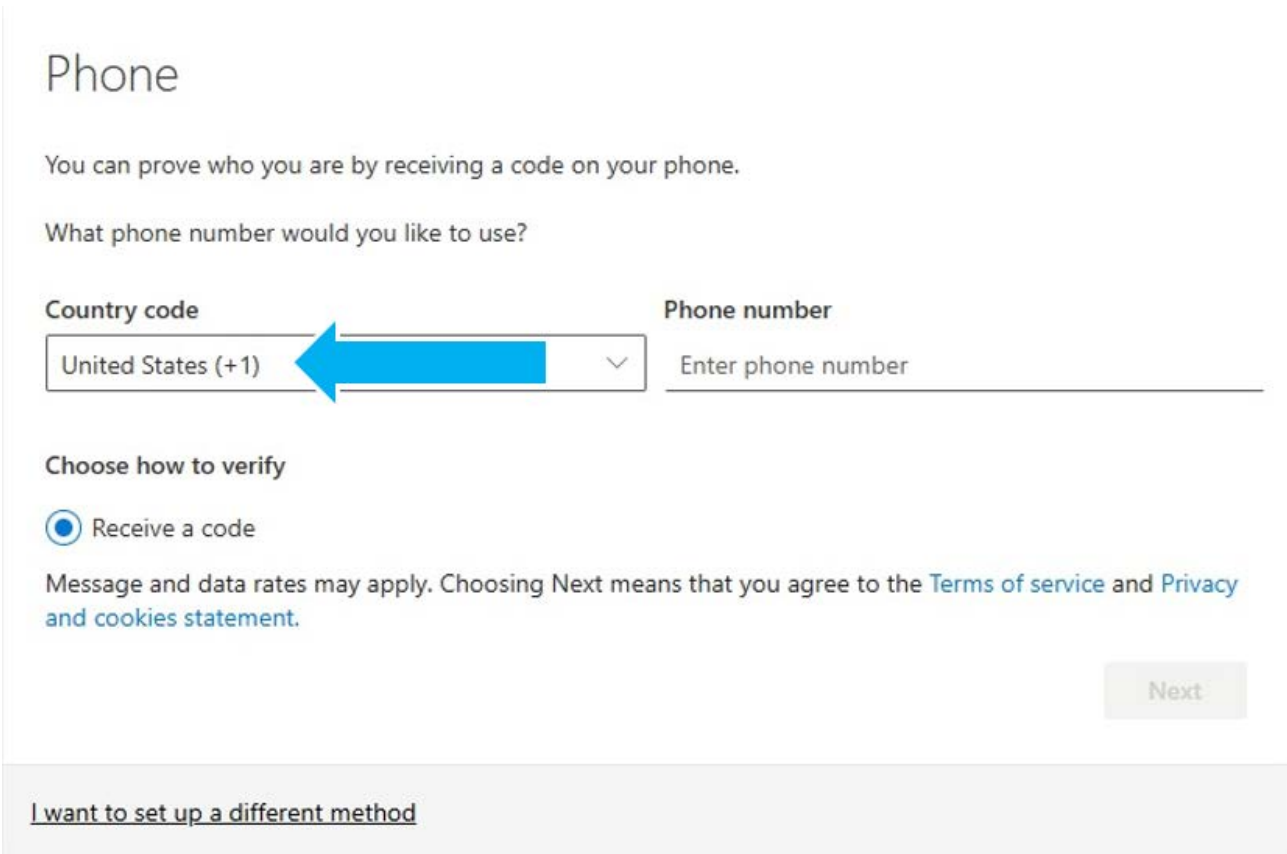 Phone
You can prove who you are by receiving a code on your phone.
What phone number would you like to use?
Country code
Phone number
United States (+1)
Enter phone number
Choose how to verify
Receive a code
Message and data rates may apply. Choosing Next means that you agree to the Terms of service and Privacy
and cookies statement.
Next
I want to set up a different method